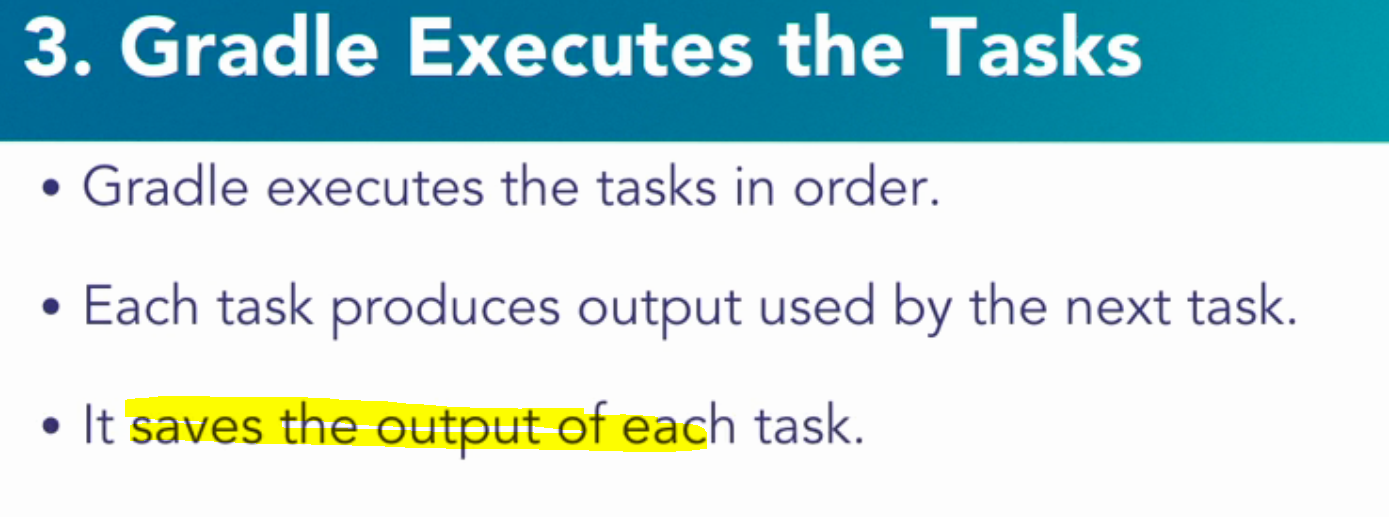 3. Gradle Executes the Tasks
• Gradle executes the tasks in order.
• Each task produces output used by the next task.
• It saves the output of each task.